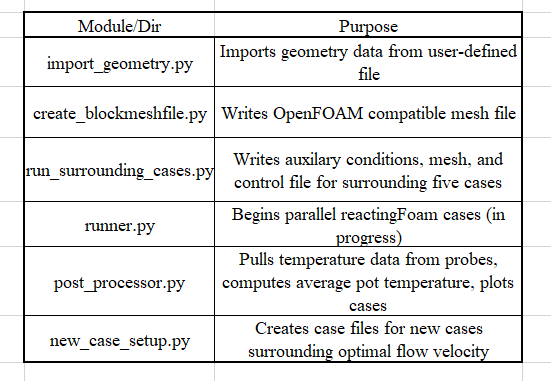 Module/Dir Purpose
import_geometry.py Imports geometry data from user-defined
file
create_blockmeshfile.py Writes OpenFOAM compatible mesh file
run_surrounding_cases.py Writes auxilary conditions, mesh, and
control file for surrounding five cases
runner.py Begins parallel reactingFoam cases (in
progress)
post_processor.py Pulls temperature data from probes,
computes average pot temperature, plots
cases
new_case_setup.py Creates case files for new cases
surrounding optimal flow velocity